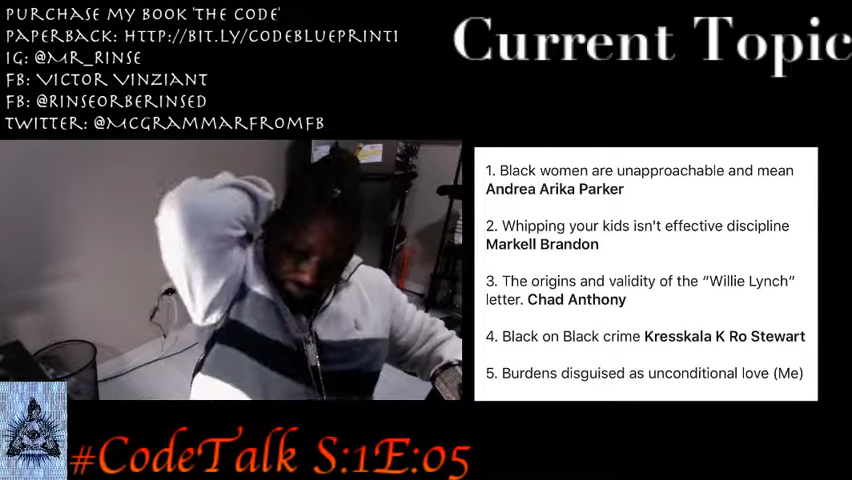 PURCHASE MY BOOK 'THE CODE'
PAPERBACK: HTTP://BIT.LY/CODEBLUEPRINT1
IG: @MR_RINSE
FB: VICTOR VINZIANT
FB: @RINSEORBERINSED
TWITTER: @MCGRAMMARFROMFB
Current Topic
1. Black women are unapproachable and mean
Andrea Arika Parker
2. Whipping your kids isn't effective discipline
Markell Brandon
3. The origins and validity of the “Willie Lynch”
letter. Chad Anthony
4. Black on Black crime Kresskala K Ro Stewart
5. Burdens disguised as unconditional love (Me)
#CodeTalk S:1E:05